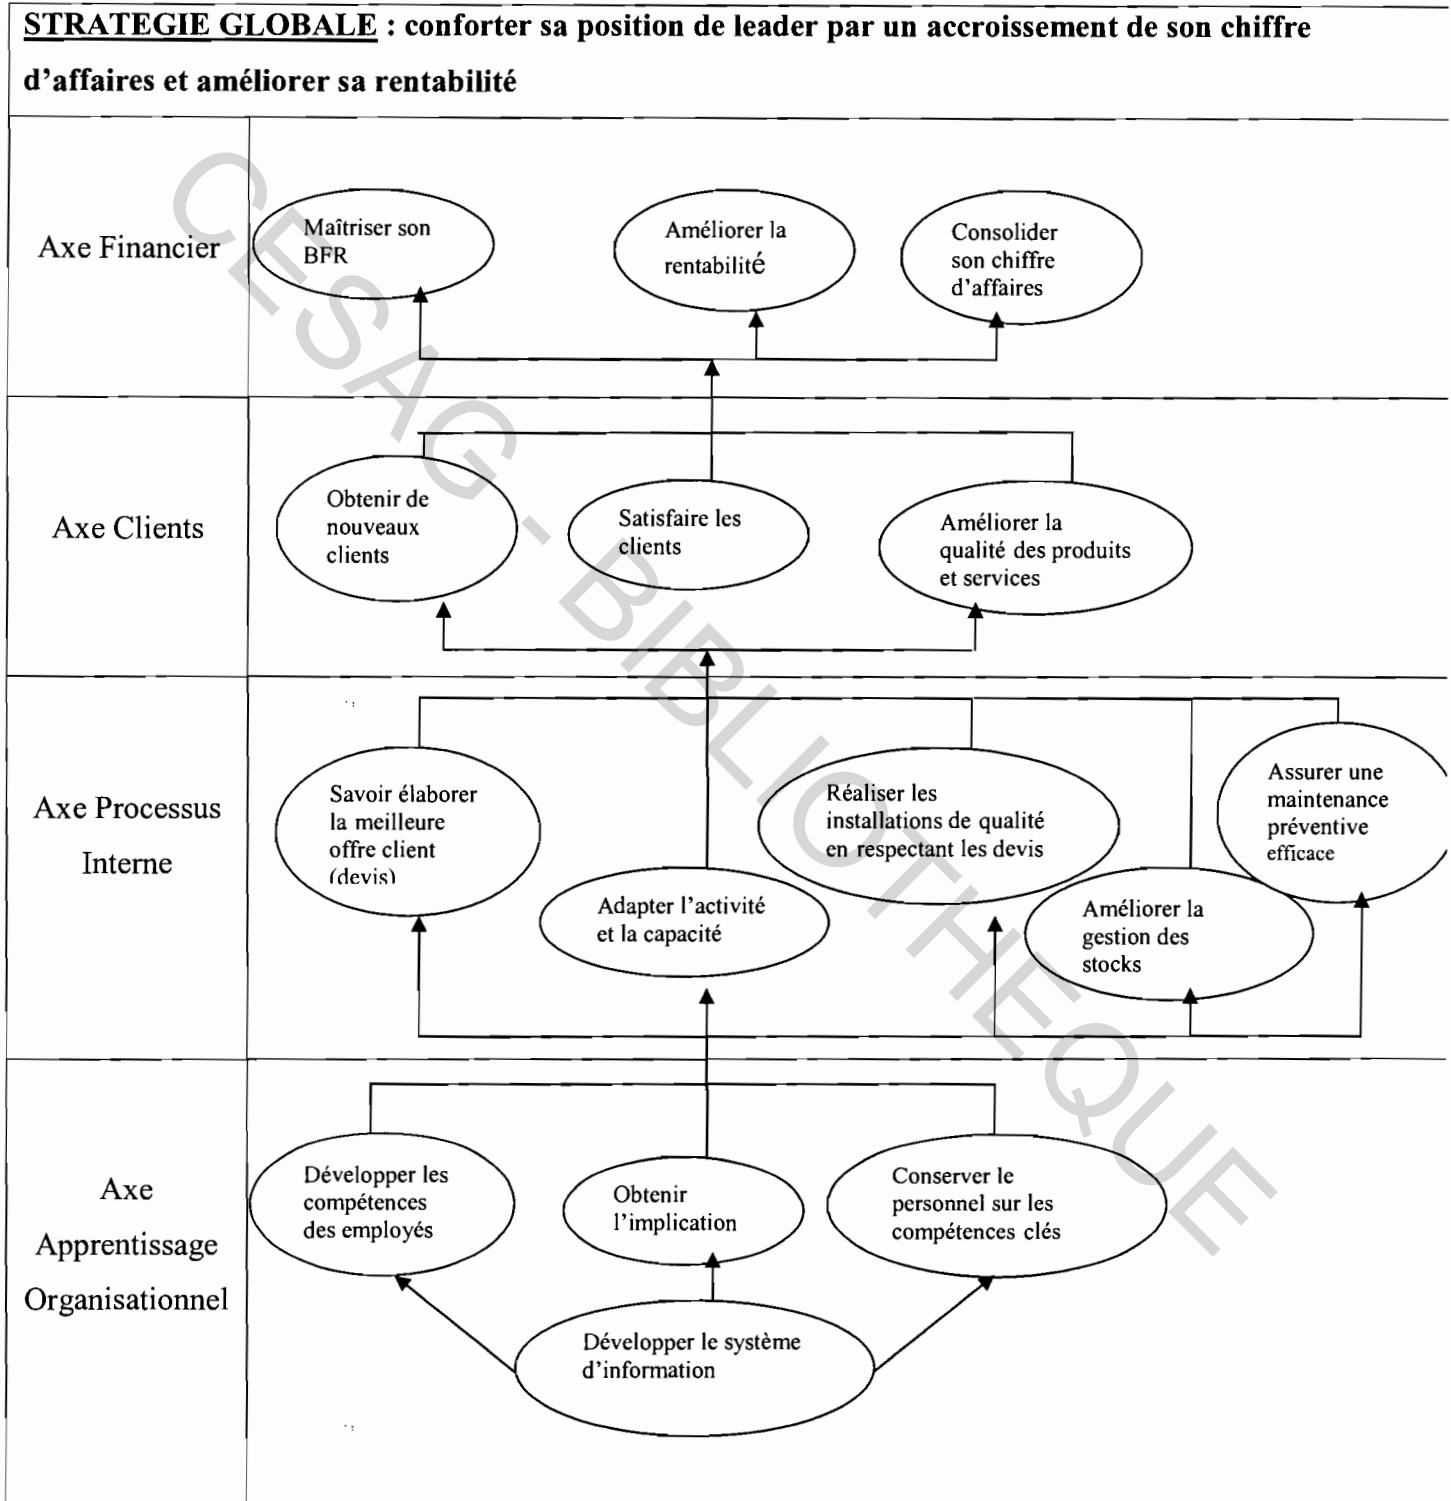 STRATEGIE GLOBALE : conforter sa position de leader par un accroissement de son chiffre
d'affaires et améliorer sa rentabilité
Axe Financier
Maîtriser son
BFR
Améliorer la
rentabilité
Consolider
son chiffre
d'affaires
Axe Clients
Obtenir de
nouveaux
clients
Satisfaire les
clients
Améliorer la
qualité des produits
et services
Axe Processus
Interne
Savoir élaborer
la meilleure
offre client
(devis)
Adapter l'activité
et la capacité
Réaliser les
installations de qualité
en respectant les devis
Améliorer la
gestion des
stocks
Assurer une
maintenance
préventive
efficace
Axe
Apprentissage
Organisationnel
Développer les
compétences
des employés
Obtenir
l'implication
Conserver le
personnel sur les
compétences clés
Développer le système
d'information
CESAG - BIBLIOTHEQUE